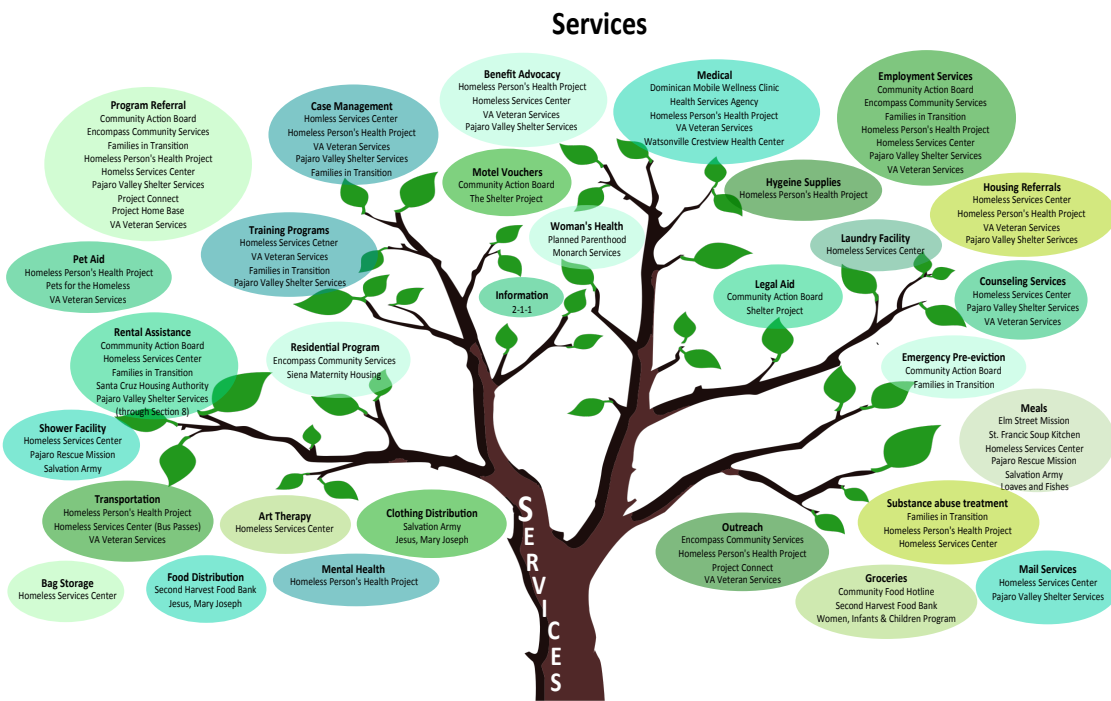 Services
Program Referral
Community Action Board
Encompass Community Services
Families in Transition
Homeless Person's Health Project
Homelss Services Center
Pajaro Valley Shelter Services
Project Connect
Project Home Base
VA Veteran Services
Case Management
Homless Services Center
Homeless Person's Health Project
VA Veteran Services
Pajaro Valley Shelter Services
Families in Transition
Benefit Advocacy
Homeless Person's Health Project
Homeless Services Center
VA Veteran Services
Pajaro Valley Shelter Services
Medical
Dominican Mobile Wellness Clinic
Health Services Agency
Homeless Person's Health Project
VA Veteran Services
Watsonville Crestview Health Center
Employment Services
Community Action Board
Encompass Community Services
Families in Transition
Homeless Person's Health Project
Homeless Services Center
Pajaro Valley Shelter Services
VA Veteran Services
Motel Vouchers
Community Action Board
The Shelter Project
Hygeine Supplies
Homeless Person's Health Project
Housing Referrals
Homeless Services Center
Homeless Person's Health Project
VA Veteran Services
Pajaro Valley Shelter Serviices
Training Programs
Homeless Services Cetner
VA Veteran Services
Families in Transition
Pajaro Valley Shelter Services
Woman's Health
Planned Parenthood
Monarch Services
Laundry Facility
Homeless Services Center
Pet Aid
Homeless Person's Health Project
Pets for the Homeless
VA Veteran Services
Information
2-1-1
Legal Aid
Community Action Board
Shelter Project
Counseling Services
Homeless Services Center
Pajaro Valley Shelter Services
VA Veteran Services
Rental Assistance
Commmunity Action Board
Homeless Services Center
Families in Transition
Santa Cruz Housing Authority
Pajaro Valley Shelter Services
(through Section 8)
Residential Program
Encompass Community Services
Siena Maternity Housing
Emergency Pre-eviction
Community Action Board
Families in Transition
Meals
Elm Street Mission
St. Francic Soup Kitchen
Homeless Services Center
Pajaro Rescue Mission
Salvation Army
Loaves and Fishes
Shower Facility
Homeless Services Center
Pajaro Rescue Mission
Salvation Army
Transportation
Homeless Person's Health Project
Homeless Services Center (Bus Passes)
VA Veteran Services
Art Therapy
Homeless Services Center
Clothing Distribution
Salvation Army
Jesus, Mary Joseph
Substance abuse treatment
Families in Transition
Homeless Person's Health Project
Homeless Services Center
Outreach
Encompass Community Services
Homeless Person's Health Project
Project Connect
VA Veteran Services
Bag Storage
Homeless Services Center
Food Distribution
Second Harvest Food Bank
Jesus, Mary Joseph
Mental Health
Homeless Person's Health Project
Groceries
Community Food Hotline
Second Harvest Food Bank
Women, Infants & Children Program
Mail Services
Homeless Services Center
Pajaro Valley Shelter Services
SERVICES